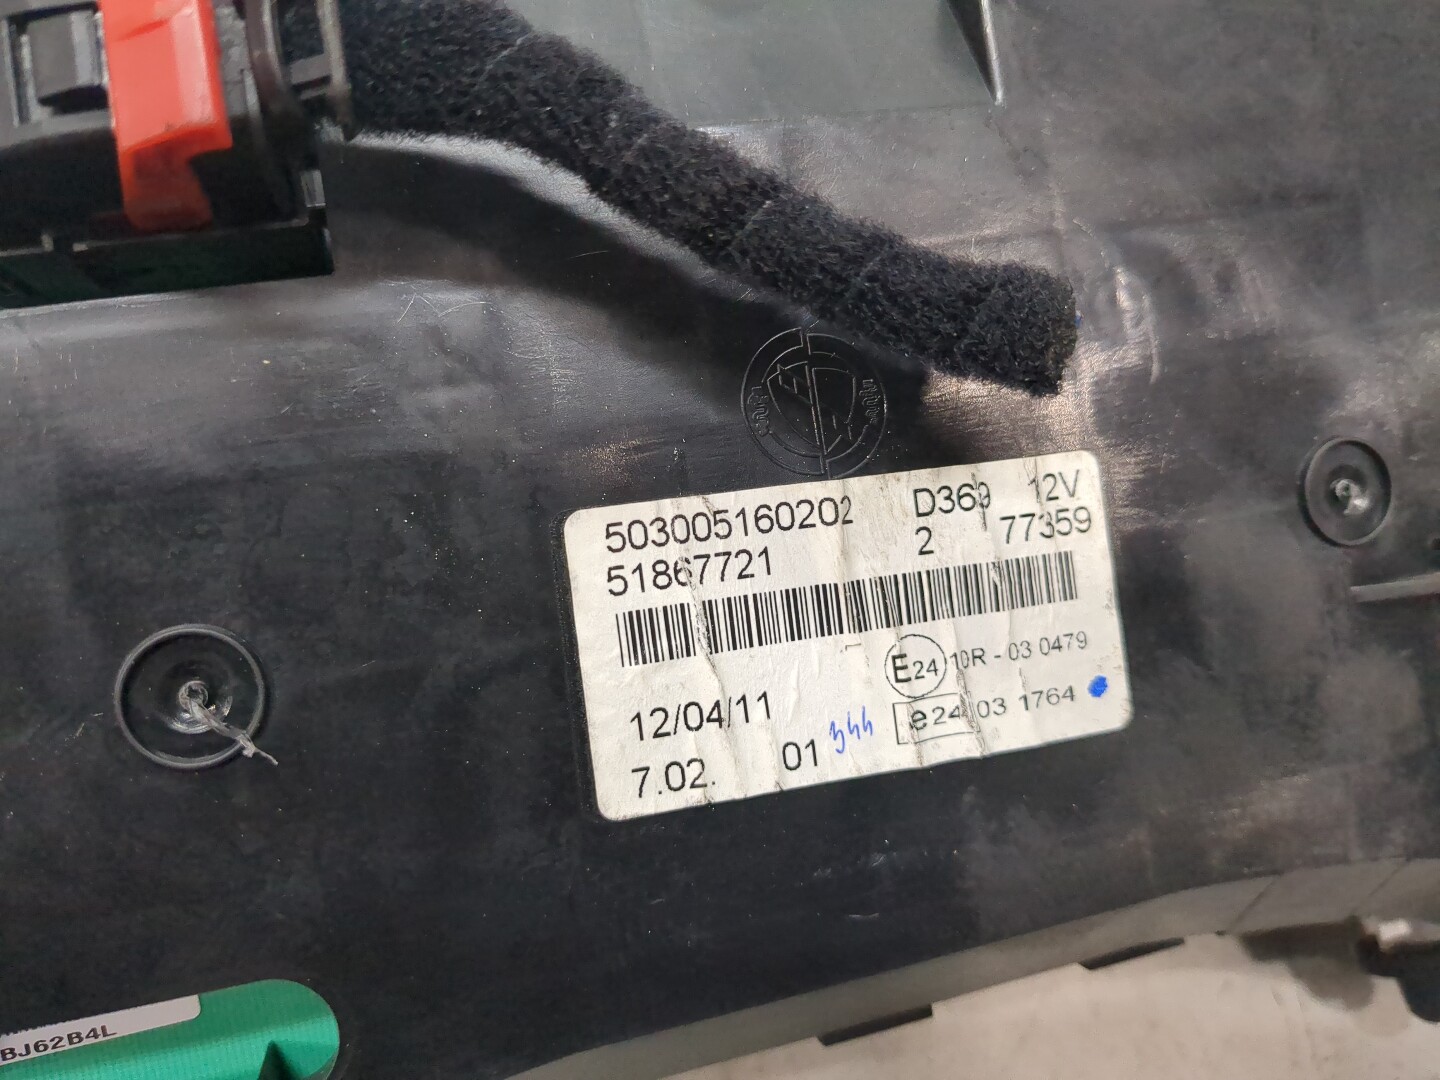 503005160202 D369 12V
51867721 2 77359
E24 10R - 03 0479
e24 03 1764
12/04/11
7.02. 01 344
BJ62B4L